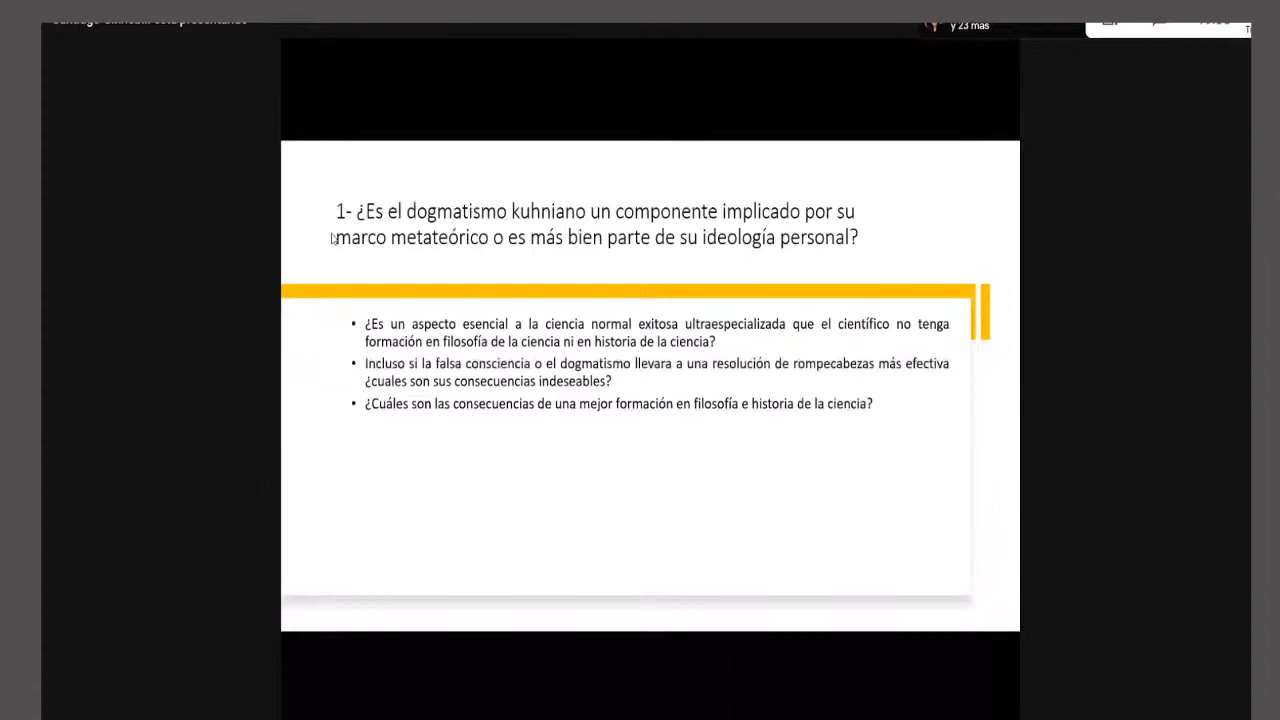 y 23 más
1- ¿Es el dogmatismo kuhniano un componente implicado por su
marco metateórico o es más bien parte de su ideología personal?
• ¿Es un aspecto esencial a la ciencia normal exitosa ultraespecializada que el científico no tenga
formación en filosofía de la ciencia ni en historia de la ciencia?
• Incluso si la falsa consciencia o el dogmatismo llevara a una resolución de rompecabezas más efectiva
¿cuales son sus consecuencias indeseables?
• ¿Cuáles son las consecuencias de una mejor formación en filosofía e historia de la ciencia?